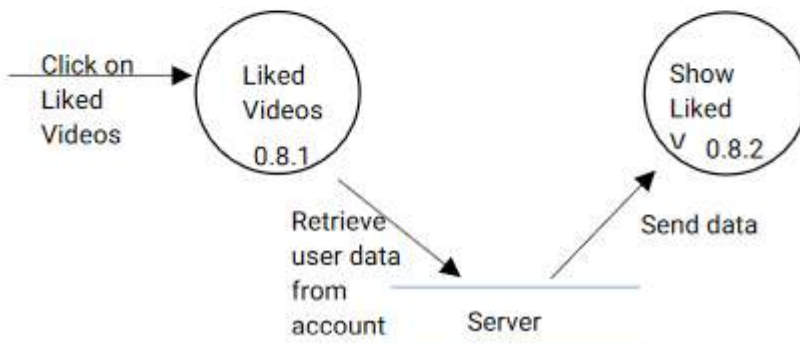 Click on
Liked
Videos
Liked
Videos
0.8.1
Show
Liked
V 0.8.2
Retrieve
user data
from
account
Send data
Server